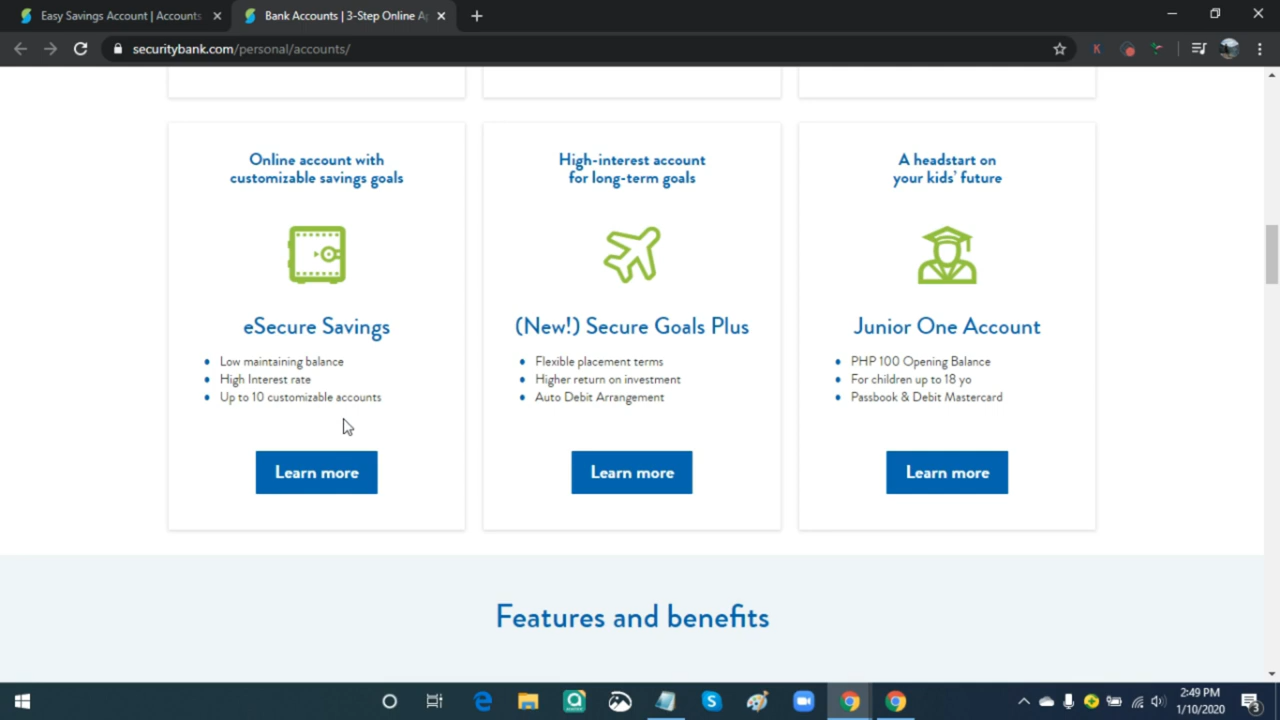 Easy Savings Account | Accounts
Bank Accounts | 3-Step Online A
securitybank.com/personal/accounts/
K
Online account with
customizable savings goals
eSecure Savings
Low maintaining balance
High Interest rate
Up to 10 customizable accounts
Learn more
High-interest account
for long-term goals
(New!) Secure Goals Plus
Flexible placement terms
Higher return on investment
Auto Debit Arrangement
Learn more
A headstart on
your kids' future
Junior One Account
PHP 100 Opening Balance
For children up to 18 yo
Passbook & Debit Mastercard
Learn more
Features and benefits
2:49 PM
1/10/2020
3